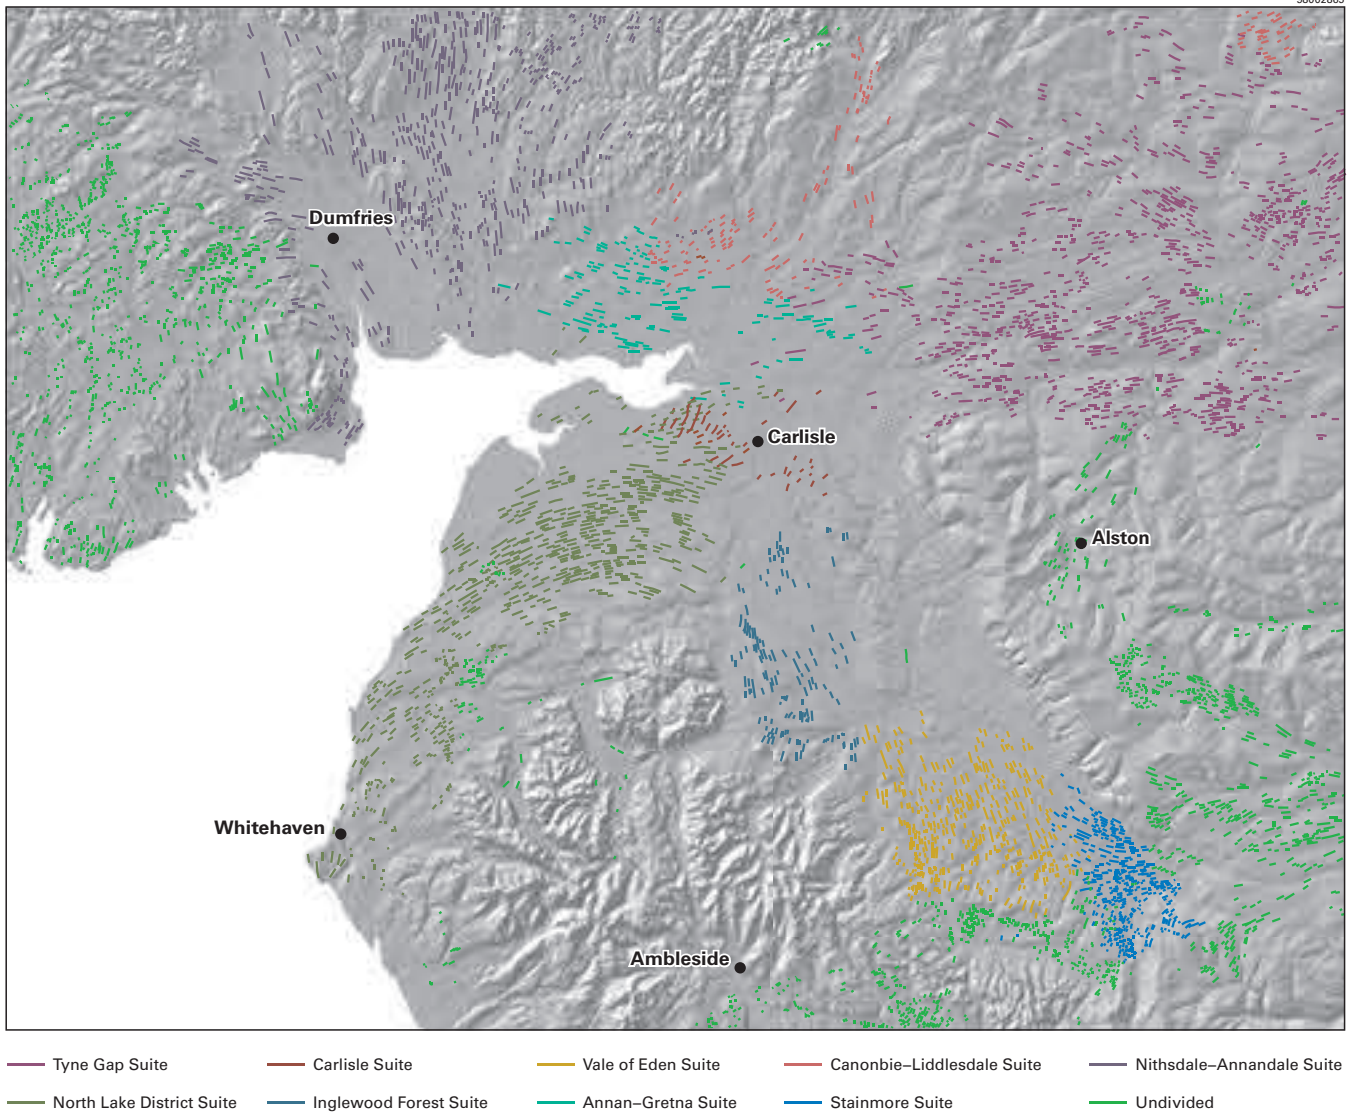 Dumfries
Carlisle
Alston
Whitehaven
Ambleside
Tyne Gap Suite
Carlisle Suite
Vale of Eden Suite
Canonbie–Liddlesdale Suite
Nithsdale–Annandale Suite
North Lake District Suite
Inglewood Forest Suite
Annan–Gretna Suite
Stainmore Suite
Undivided